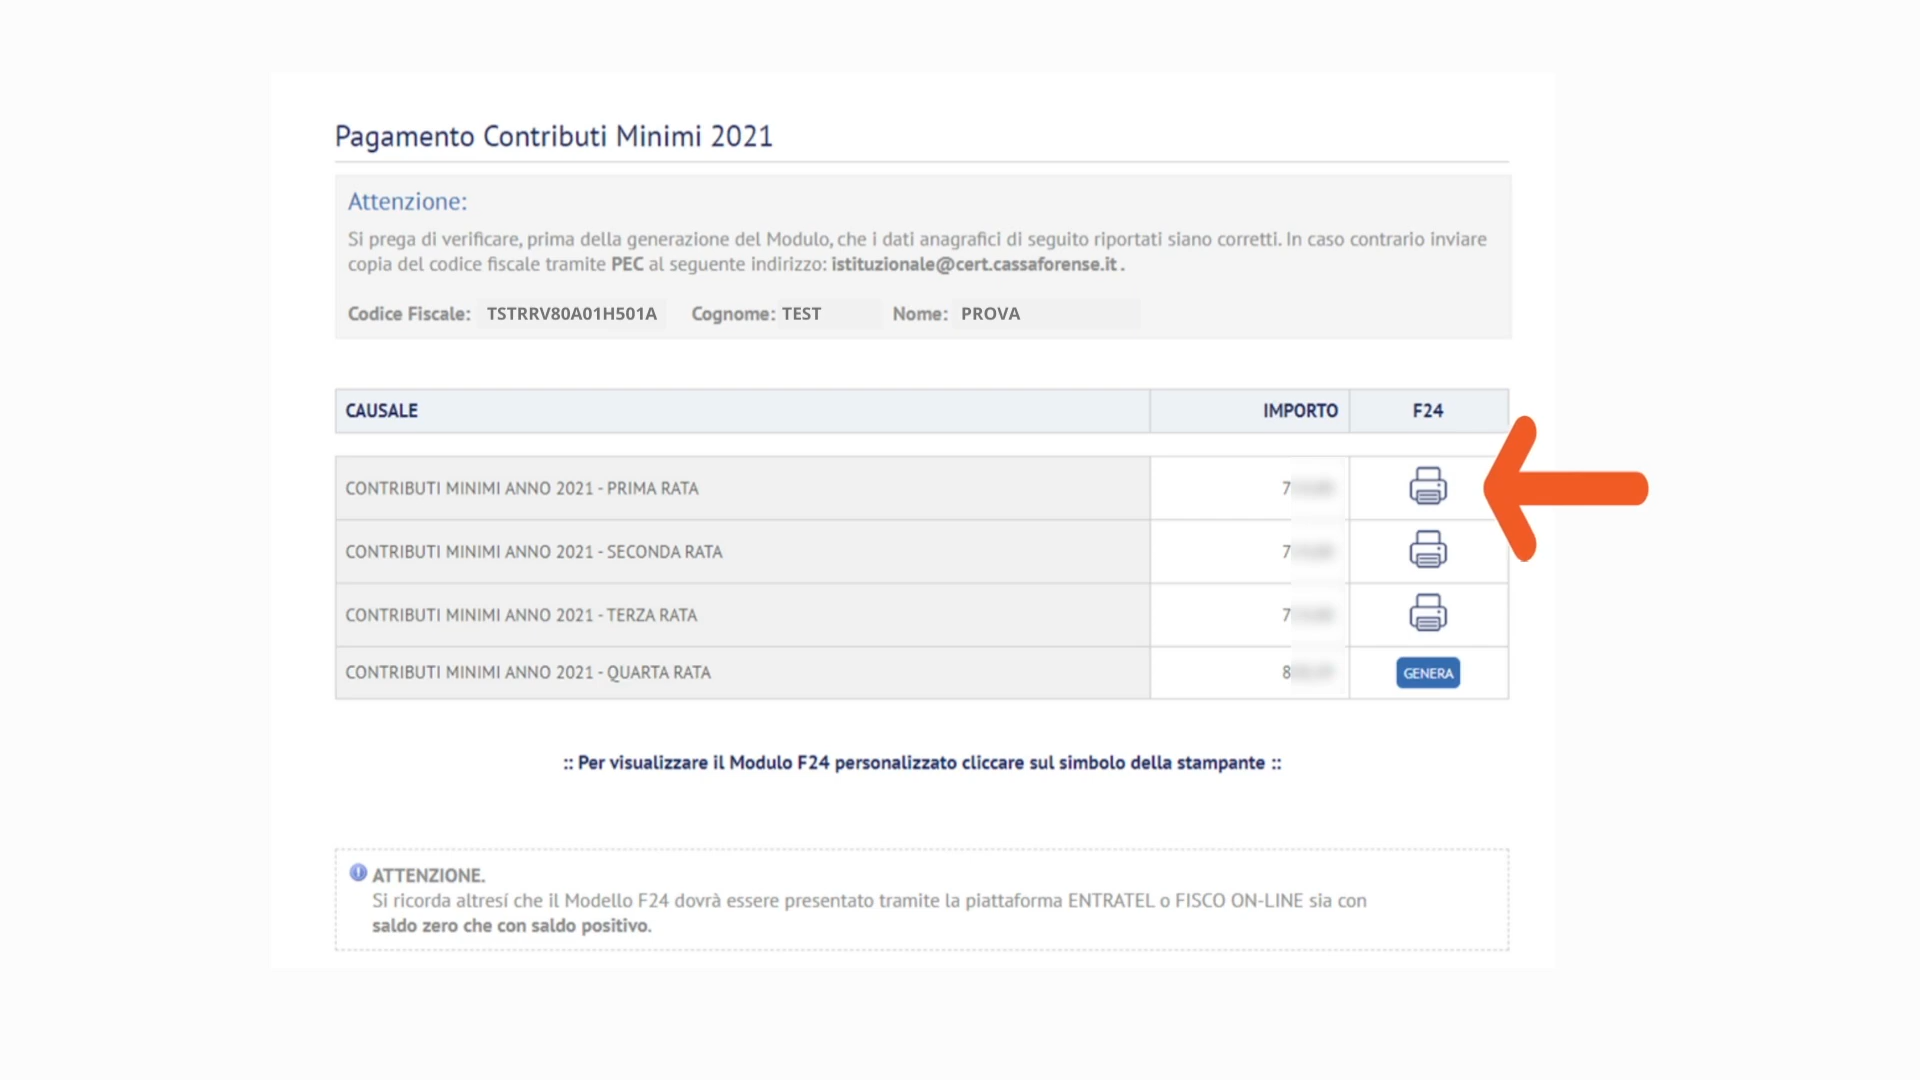 Pagamento Contributi Minimi 2021
Attenzione:
Si prega di verificare, prima della generazione del Modulo, che i dati anagrafici di seguito riportati siano corretti. In caso contrario inviare
copia del codice fiscale tramite PEC al seguente indirizzo: istituzionale@cert.cassaforense.it .
Codice Fiscale: TSTRRV80A01H501A Cognome: TEST Nome: PROVA
CAUSALE IMPORTO F24
CONTRIBUTI MINIMI ANNO 2021 - PRIMA RATA
CONTRIBUTI MINIMI ANNO 2021 - SECONDA RATA
CONTRIBUTI MINIMI ANNO 2021 - TERZA RATA
CONTRIBUTI MINIMI ANNO 2021 - QUARTA RATA GENERA
:: Per visualizzare il Modulo F24 personalizzato cliccare sul simbolo della stampante ::
ATTENZIONE.
Si ricorda altresí che il Modello F24 dovrà essere presentato tramite la piattaforma ENTRATEL o FISCO ON-LINE sia con
saldo zero che con saldo positivo.